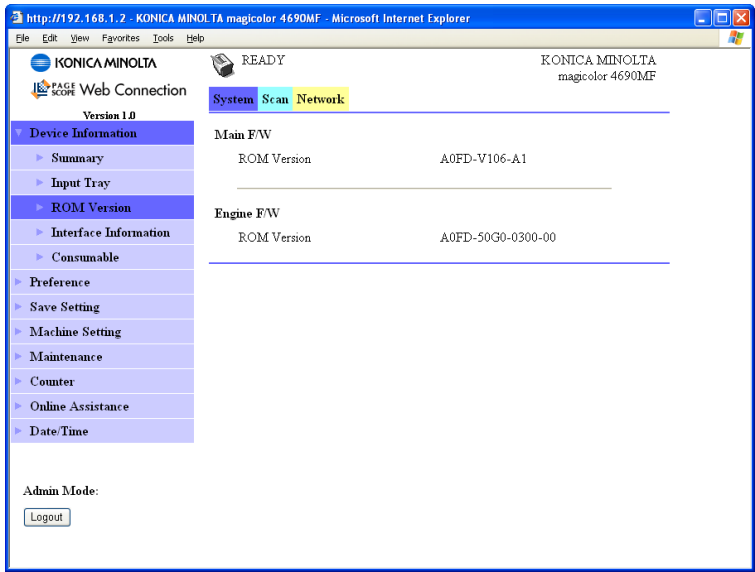 http://192.168.1.2 - KONICA MINOLTA magicolor 4690MF - Microsoft Internet Explorer
File Edit View Favorites Tools Help
KONICA MINOLTA
PAGE SCOPE Web Connection
Version 1.0
READY
KONICA MINOLTA
magicolor 4690MF
System Scan Network
Device Information
Summary
Input Tray
ROM Version
Interface Information
Consumable
Preference
Save Setting
Machine Setting
Maintenance
Counter
Online Assistance
Date/Time
Admin Mode:
Logout
Main F/W
ROM Version A0FD-V106-A1
Engine F/W
ROM Version A0FD-50G0-0300-00